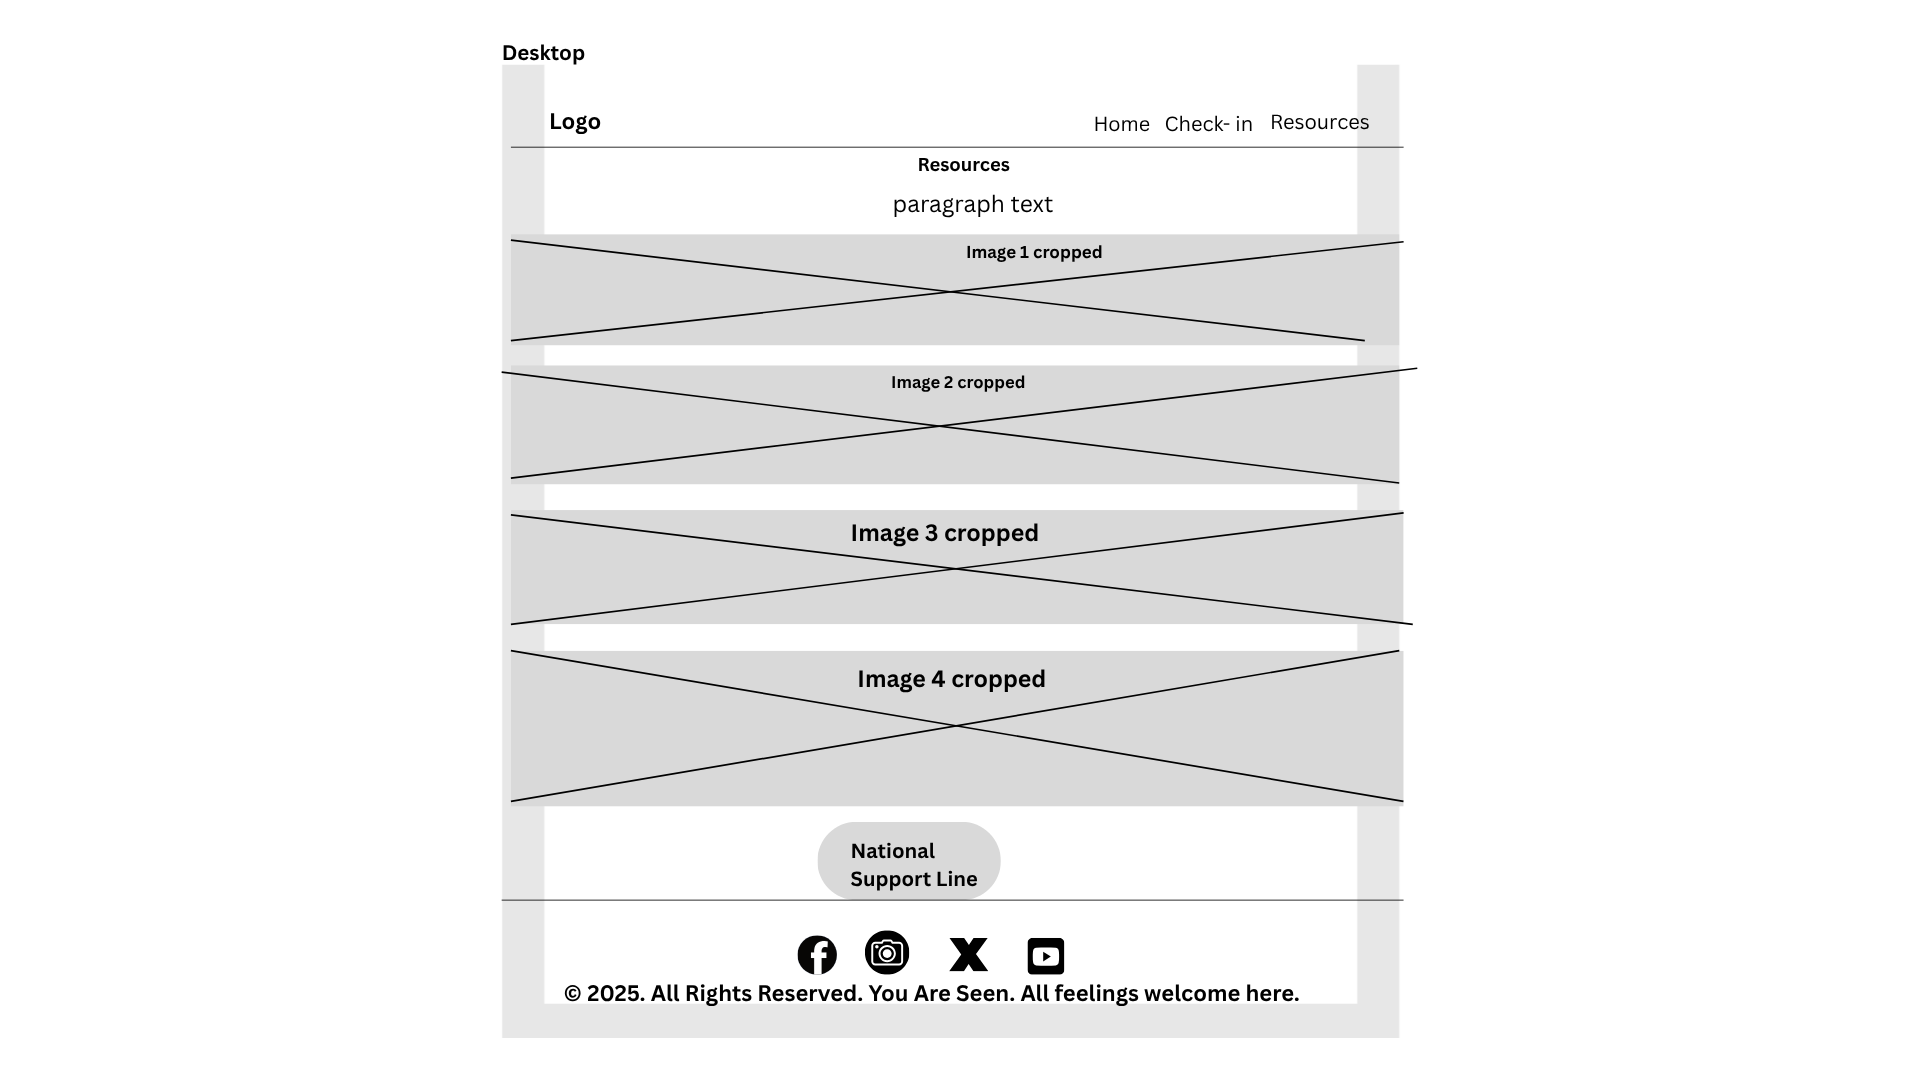 Desktop
Logo
Home Check- in Resources
Resources
paragraph text
Image 1 cropped
Image 2 cropped
Image 3 cropped
Image 4 cropped
National
Support Line
© 2025. All Rights Reserved. You Are Seen. All feelings welcome here.